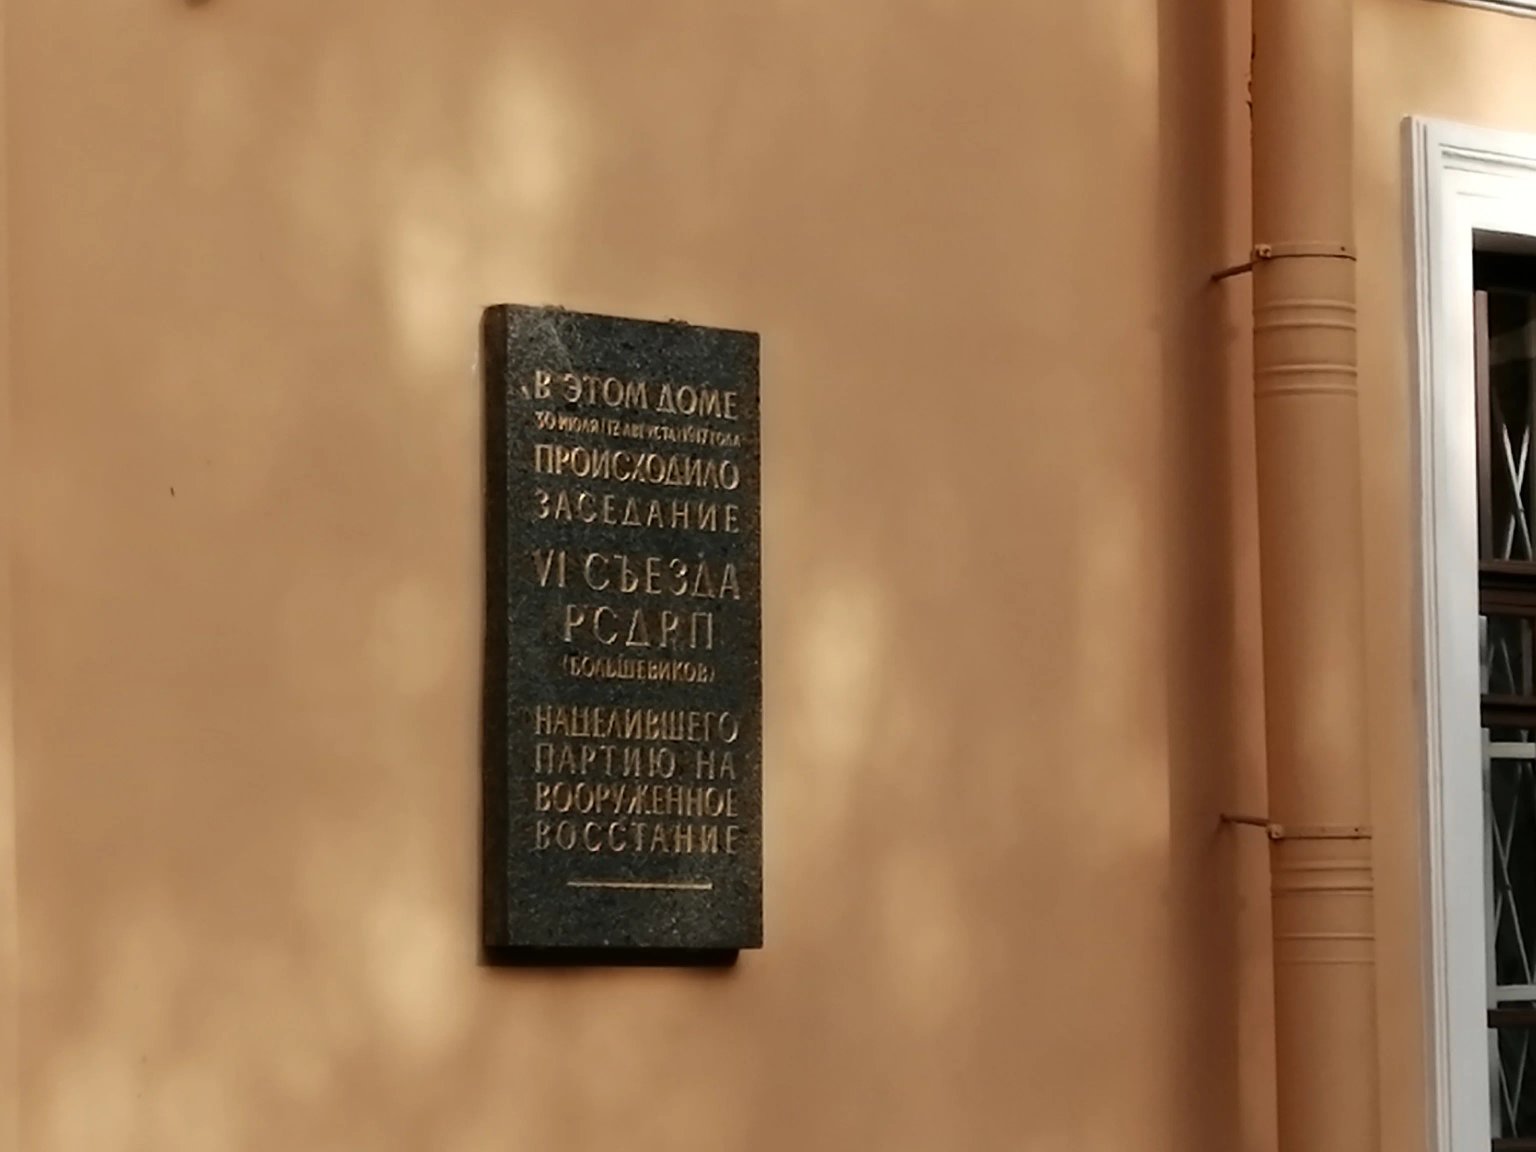 В ЭТОМ ДОМЕ
30 ИЮЛЯ (12 АВГУСТА) 1917 ГОДА
ПРОИСХОДИЛО
ЗАСЕДАНИЕ
VI СЪЕЗДА
РСДРП
(БОЛЬШЕВИКОВ)
НАЦЕЛИВШЕГО
ПАРТИЮ НА
ВООРУЖЕННОЕ
ВОССТАНИЕ